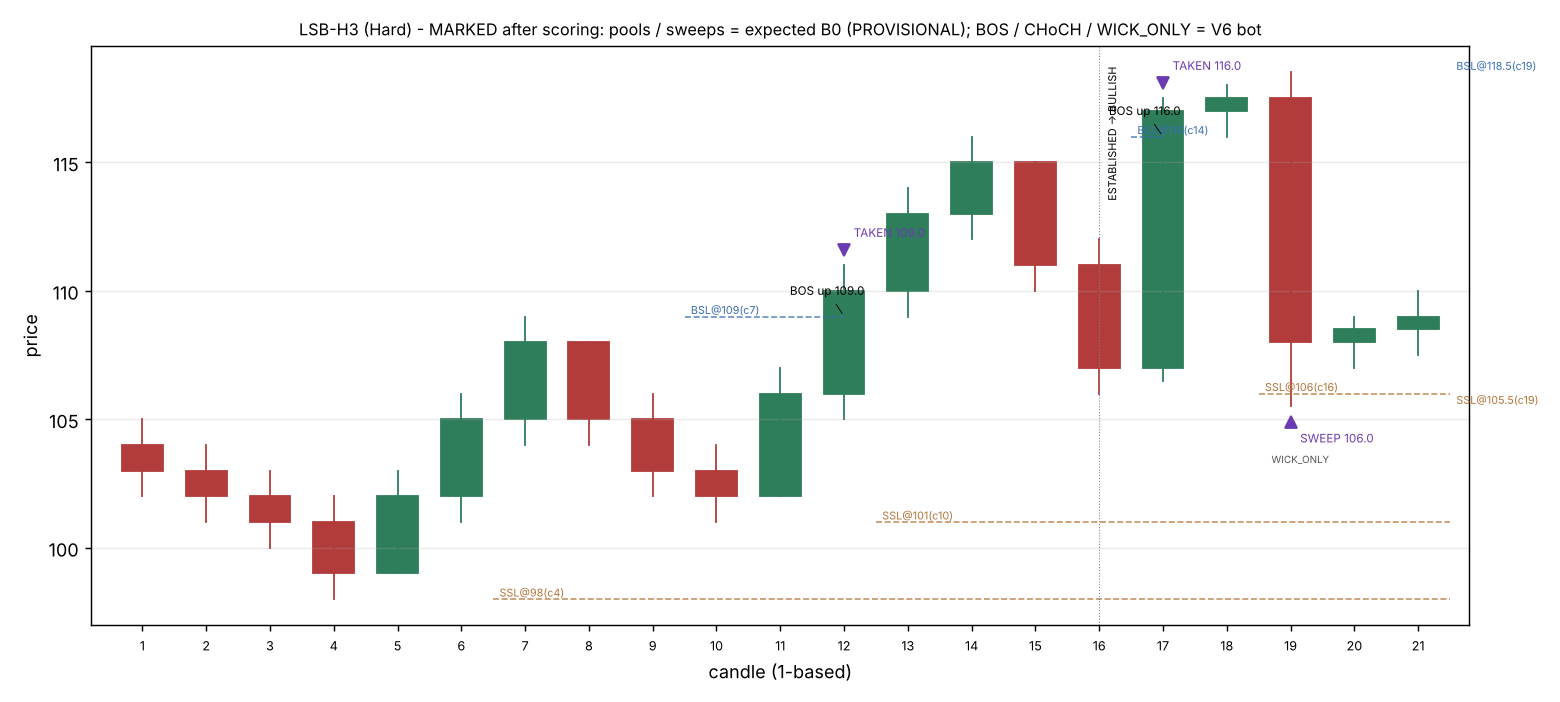 LSB-H3 (Hard) - MARKED after scoring: pools / sweeps = expected B0 (PROVISIONAL); BOS / CHoCH / WICK_ONLY = V6 bot
BSL@118.5(c19)
TAKEN 116.0
ESTABLISHED → BULLISH
BOS up 116.0
BSL@116(c14)
115
TAKEN 109.0
110
BOS up 109.0
BSL@109(c7)
SSL@106(c16)
SSL@105.5(c19)
105
SWEEP 106.0
WICK_ONLY
SSL@101(c10)
100
SSL@98(c4)
price
1 2 3 4 5 6 7 8 9 10 11 12 13 14 15 16 17 18 19 20 21
candle (1-based)